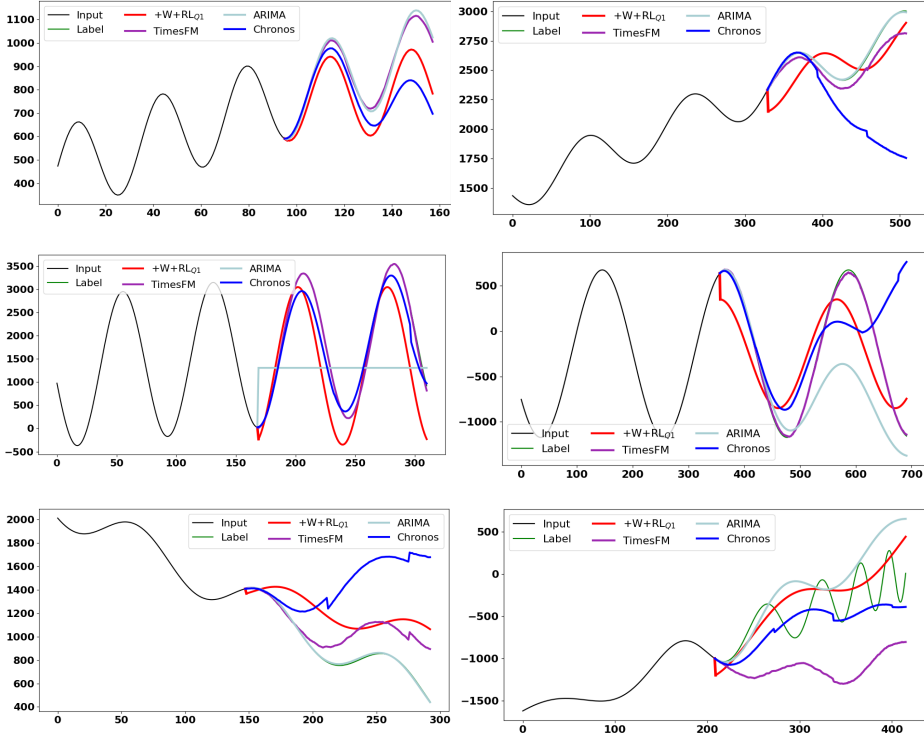 Input +W+RLQ1 ARIMA
Label TimesFM Chronos
1100
1000
900
800
700
600
500
400
0 20 40 60 80 100 120 140 160
Input +W+RLQ1 ARIMA
Label TimesFM Chronos
3000
2750
2500
2250
2000
1750
1500
0 100 200 300 400 500
Input +W+RLQ1 ARIMA
Label TimesFM Chronos
3500
3000
2500
2000
1500
1000
500
0
−500
0 50 100 150 200 250 300
500
0
−500
−1000
Input +W+RLQ1 ARIMA
Label TimesFM Chronos
0 100 200 300 400 500 600 700
Input +W+RLQ1 ARIMA
Label TimesFM Chronos
2000
1800
1600
1400
1200
1000
800
600
400
0 50 100 150 200 250 300
Input +W+RLQ1 ARIMA
Label TimesFM Chronos
500
0
−500
−1000
−1500
0 100 200 300 400